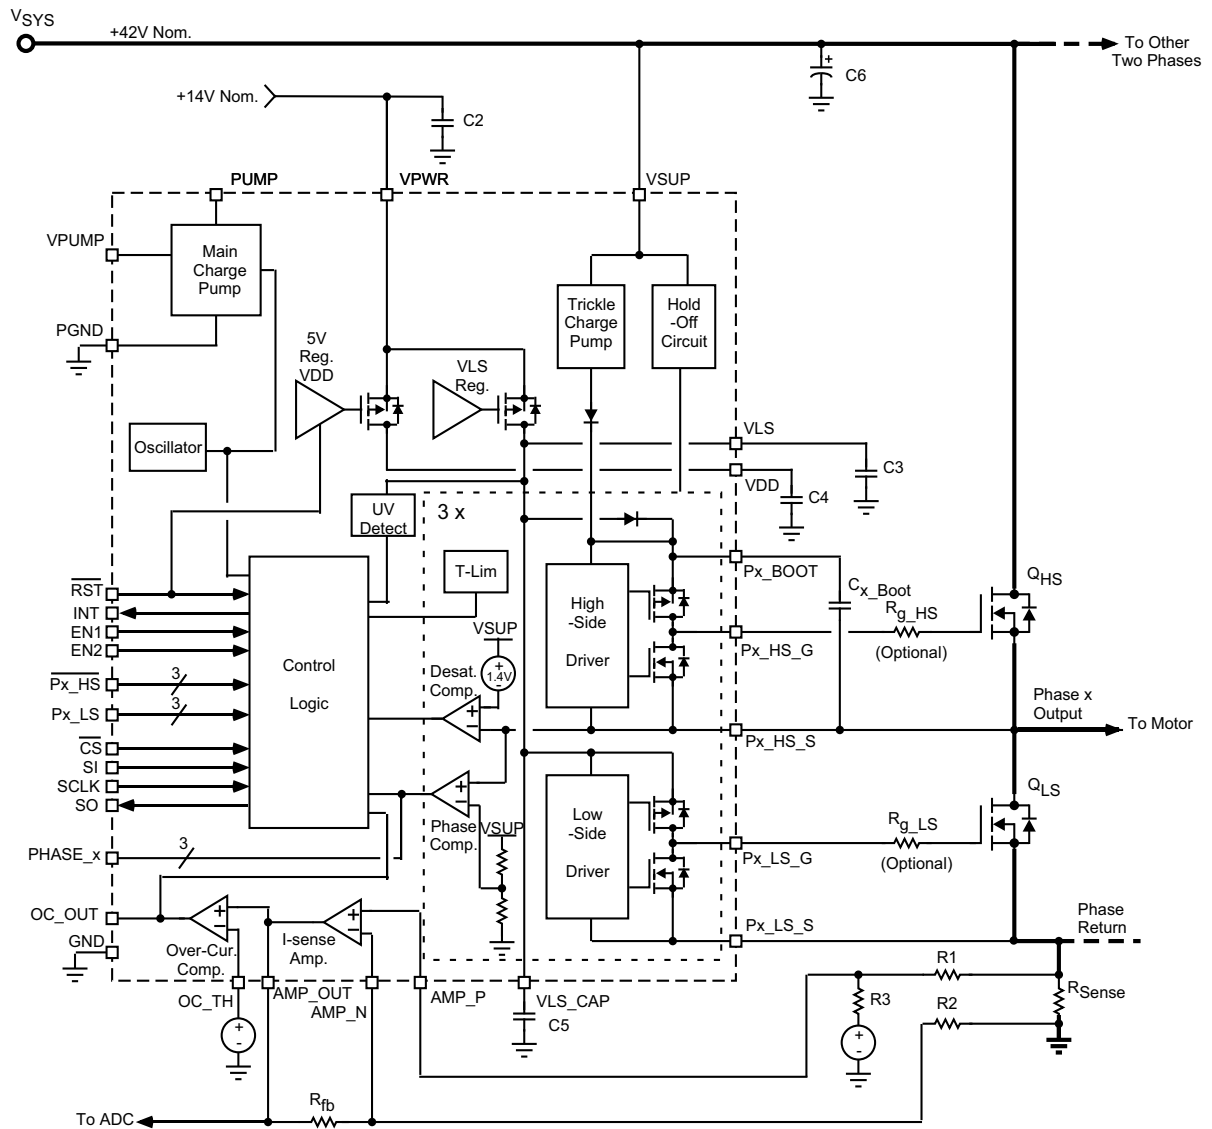 VSYS
+42V Nom.
To Other
Two Phases
C6
+14V Nom.
C2
PUMP
VPWR
VSUP
VPUMP
Main
Charge
Pump
PGND
Trickle
Charge
Pump
Hold
-Off
Circuit
5V
Reg.
VDD
VLS
Reg.
Oscillator
VLS
C3
VDD
C4
UV
Detect
3 x
T-Lim
Px_BOOT
Cx_Boot
QHS
RST
INT
EN1
EN2
Px_HS
3
Px_LS
3
CS
SI
SCLK
SO
Control
Logic
VSUP
+
1.4V
-
Desat.
Comp.
+
-
High
-Side
Driver
Px_HS_G
Rg_HS
(Optional)
Phase x
Output
To Motor
Px_HS_S
Phase
Comp.
+
-
VSUP
Low
-Side
Driver
QLS
Rg_LS
(Optional)
Px_LS_G
PHASE_x
3
OC_OUT
GND
+
-
Over-Cur.
Comp.
+
-
I-sense
Amp.
Px_LS_S
Phase
Return
OC_TH
AMP_OUT
AMP_N
AMP_P
VLS_CAP
C5
R1
RSense
R3
R2
+
-
+
-
Rfb
To ADC